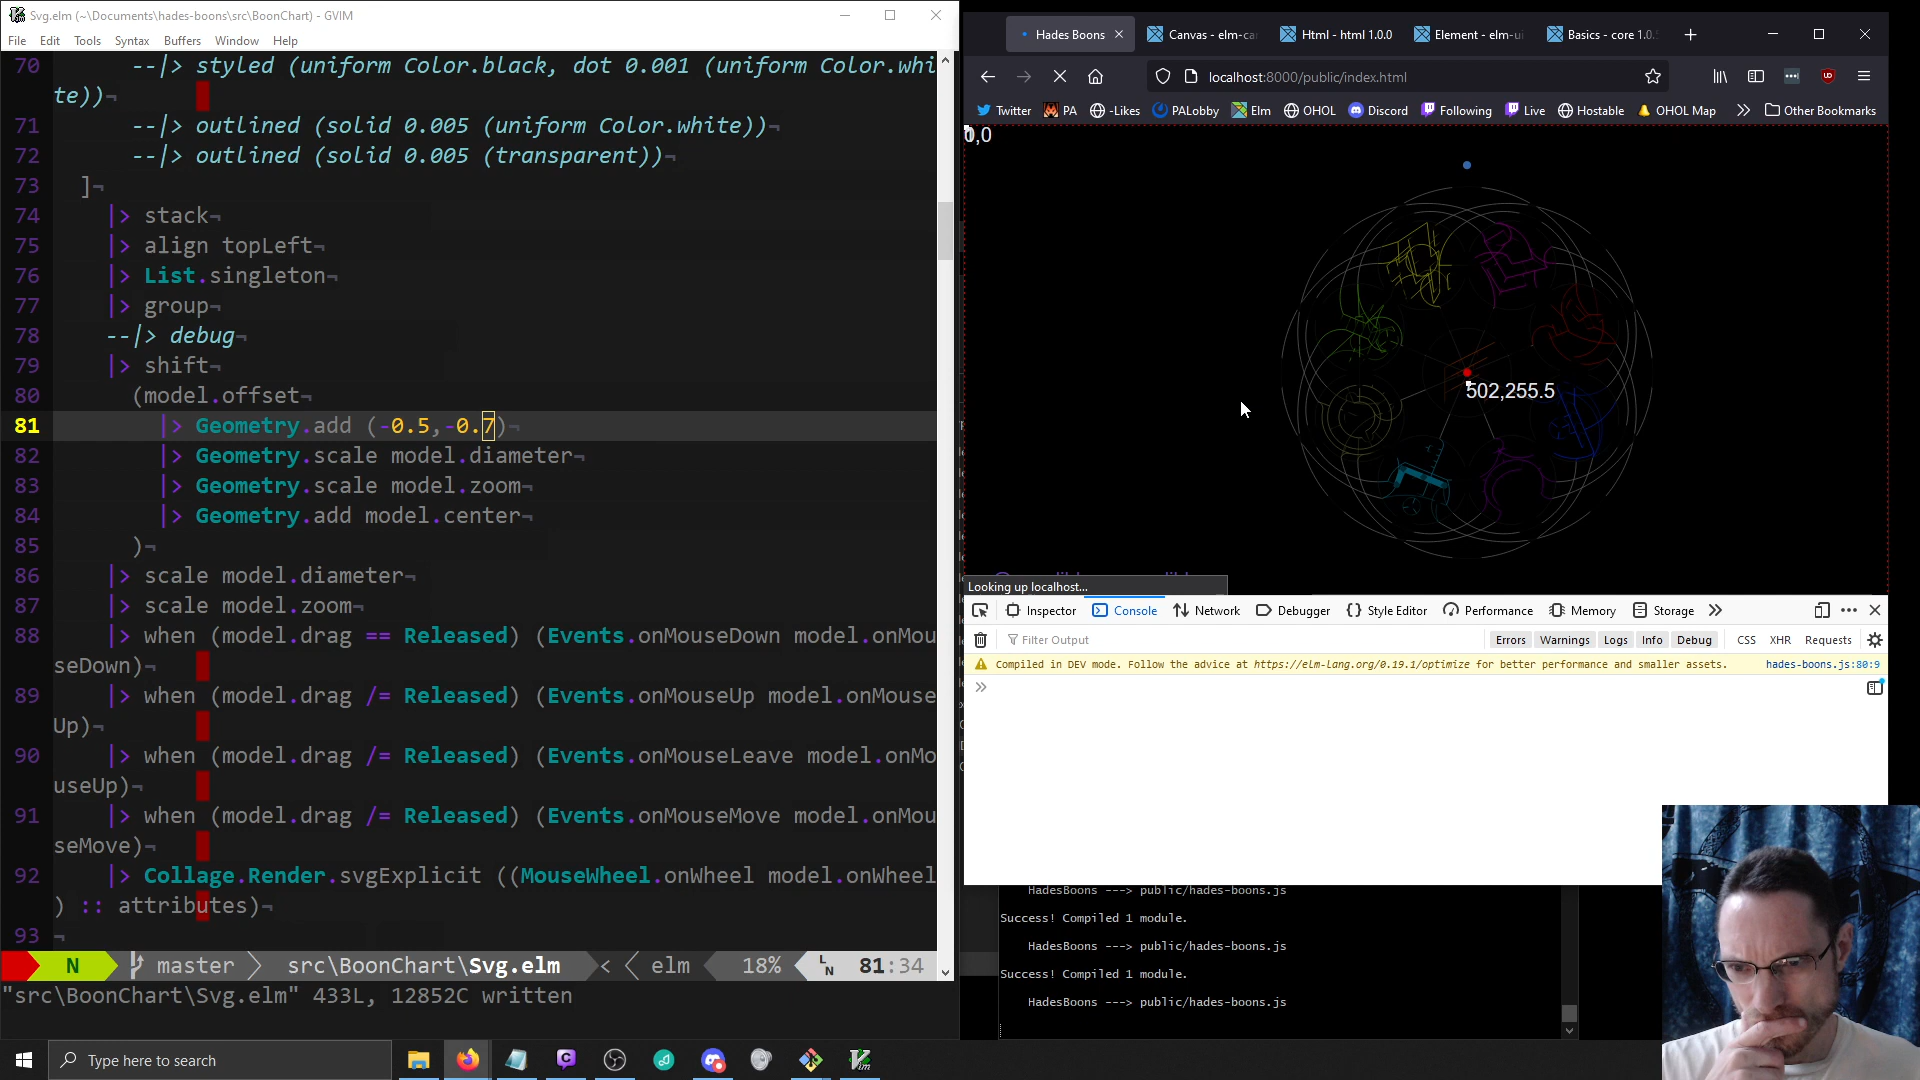 Svg.elm (~\Documents\hades-boons\src\BoonChart) - GVIM
File Edit Tools Syntax Buffers Window Help
70 --|> styled (uniform Color.black, dot 0.001 (uniform Color.whi
te))¬
71 --|> outlined (solid 0.005 (uniform Color.white))¬
72 --|> outlined (solid 0.005 (transparent))¬
73 ]¬
74 |> stack¬
75 |> align topLeft¬
76 |> List.singleton¬
77 |> group¬
78 --|> debug¬
79 |> shift¬
80 (model.offset¬
81 |> Geometry.add (-0.5,-0.7)¬
82 |> Geometry.scale model.diameter¬
83 |> Geometry.scale model.zoom¬
84 |> Geometry.add model.center¬
85 )¬
86 |> scale model.diameter¬
87 |> scale model.zoom¬
88 |> when (model.drag == Released) (Events.onMouseDown model.onMou
seDown)¬
89 |> when (model.drag /= Released) (Events.onMouseUp model.onMouse
Up)¬
90 |> when (model.drag /= Released) (Events.onMouseLeave model.onMo
useUp)¬
91 |> when (model.drag /= Released) (Events.onMouseMove model.onMou
seMove)¬
92 |> Collage.Render.svgExplicit ((MouseWheel.onWheel model.onWheel
) :: attributes)¬
93 ¬
N master src\BoonChart\Svg.elm < elm 18% LN 81:34
"src\BoonChart\Svg.elm" 433L, 12852C written
Type here to search
Hades Boons
Canvas - elm-ca
Html - html 1.0.0
Element - elm-u
Basics - core 1.0.
localhost:8000/public/index.html
Twitter PA -Likes PALobby Elm OHOL Discord Following Live Hostable OHOL Map Other Bookmarks
0,0
502,255.5
Looking up localhost...
Inspector Console Network Debugger Style Editor Performance Memory Storage
Filter Output
Errors Warnings Logs Info Debug CSS XHR Requests
Compiled in DEV mode. Follow the advice at https://elm-lang.org/0.19.1/optimize for better performance and smaller assets. hades-boons.js:80:9
HadesBoons ---> public/hades-boons.js
Success! Compiled 1 module.
HadesBoons ---> public/hades-boons.js
Success! Compiled 1 module.
HadesBoons ---> public/hades-boons.js